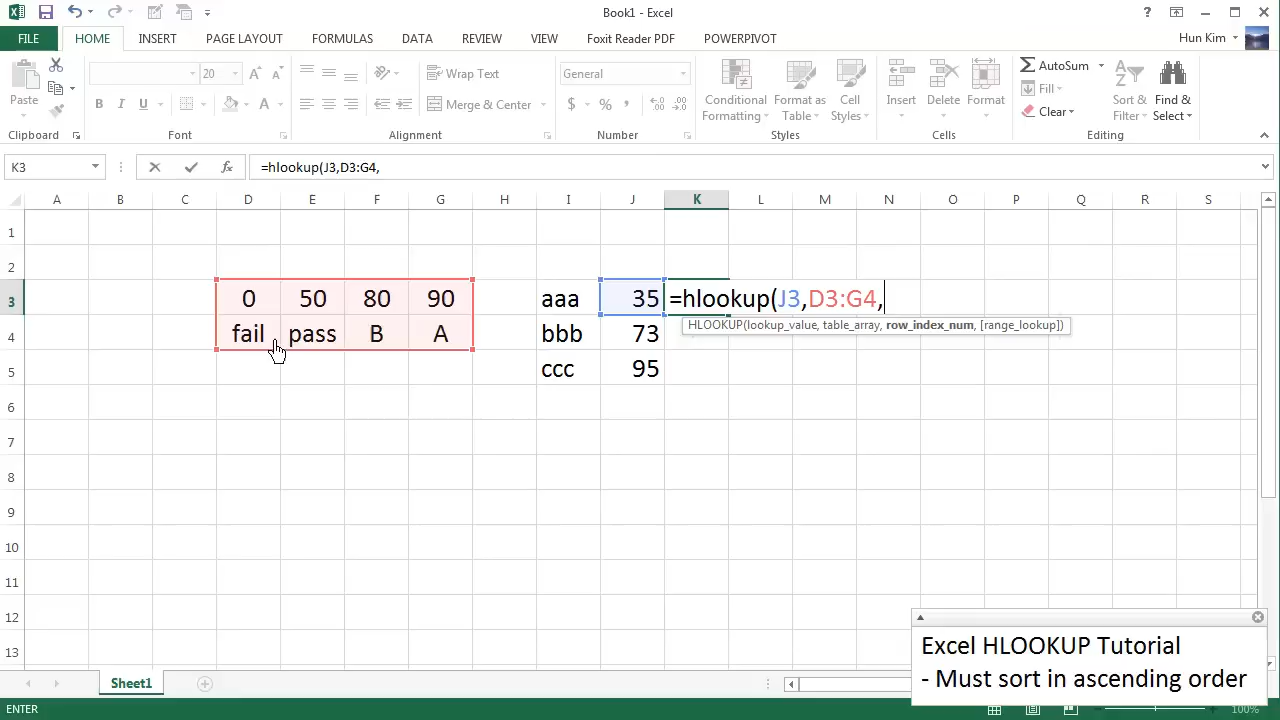 Book1 - Excel
?
FILE HOME INSERT PAGE LAYOUT FORMULAS DATA REVIEW VIEW Foxit Reader PDF POWERPIVOT Hun Kim
Paste
20 A A
B I U A
Wrap Text
Merge & Center
General
$ % ,
Conditional Formatting
Format as Table
Cell Styles
Insert
Delete
Format
AutoSum
Fill
Clear
Sort & Filter
Find & Select
Clipboard Font Alignment Number Styles Cells Editing
K3 fx =hlookup(J3,D3:G4,
A B C D E F G H I J K L M N O P Q R S
1
2
3 0 50 80 90 aaa 35 =hlookup(J3,D3:G4,
HLOOKUP(lookup_value, table_array, row_index_num, [range_lookup])
4 fail pass B A bbb 73
5 ccc 95
6
7
8
9
10
11
12
13
Excel HLOOKUP Tutorial
- Must sort in ascending order
Sheet1
ENTER 100%